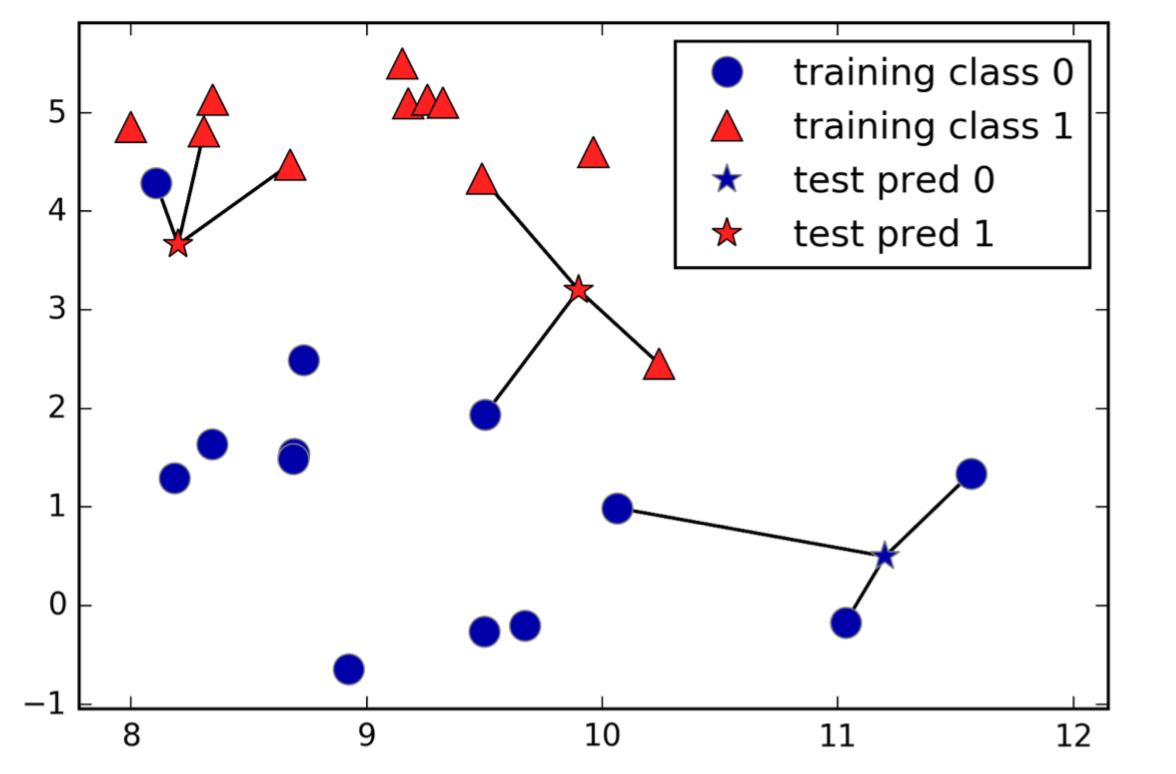 training class 0
training class 1
test pred 0
test pred 1
5
4
3
2
1
0
−1
8 9 10 11 12